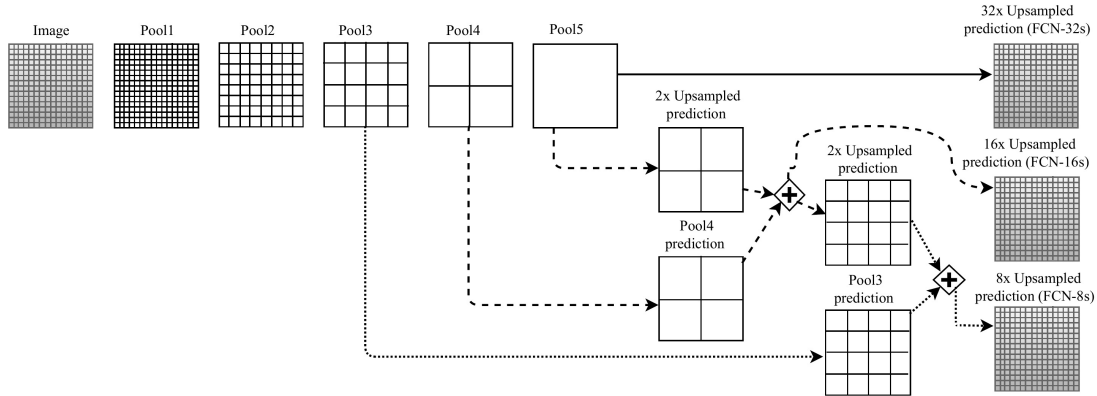 Image
Pool1
Pool2
Pool3
Pool4
Pool5
32x Upsampled
prediction (FCN-32s)
2x Upsampled
prediction
16x Upsampled
prediction (FCN-16s)
2x Upsampled
prediction
Pool4
prediction
8x Upsampled
prediction (FCN-8s)
Pool3
prediction